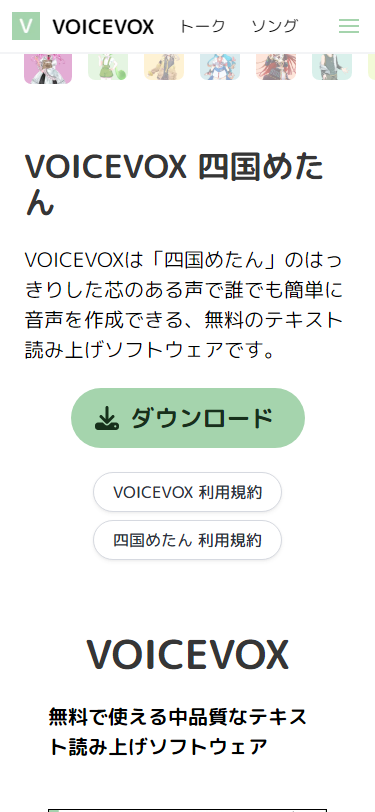 V VOICEVOX トーク ソング
VOICEVOX 四国めた
ん
VOICEVOXは「四国めたん」のはっ
きりした芯のある声で誰でも簡単に
音声を作成できる、無料のテキスト
読み上げソフトウェアです。
ダウンロード
VOICEVOX 利用規約
四国めたん 利用規約
VOICEVOX
無料で使える中品質なテキス
ト読み上げソフトウェア